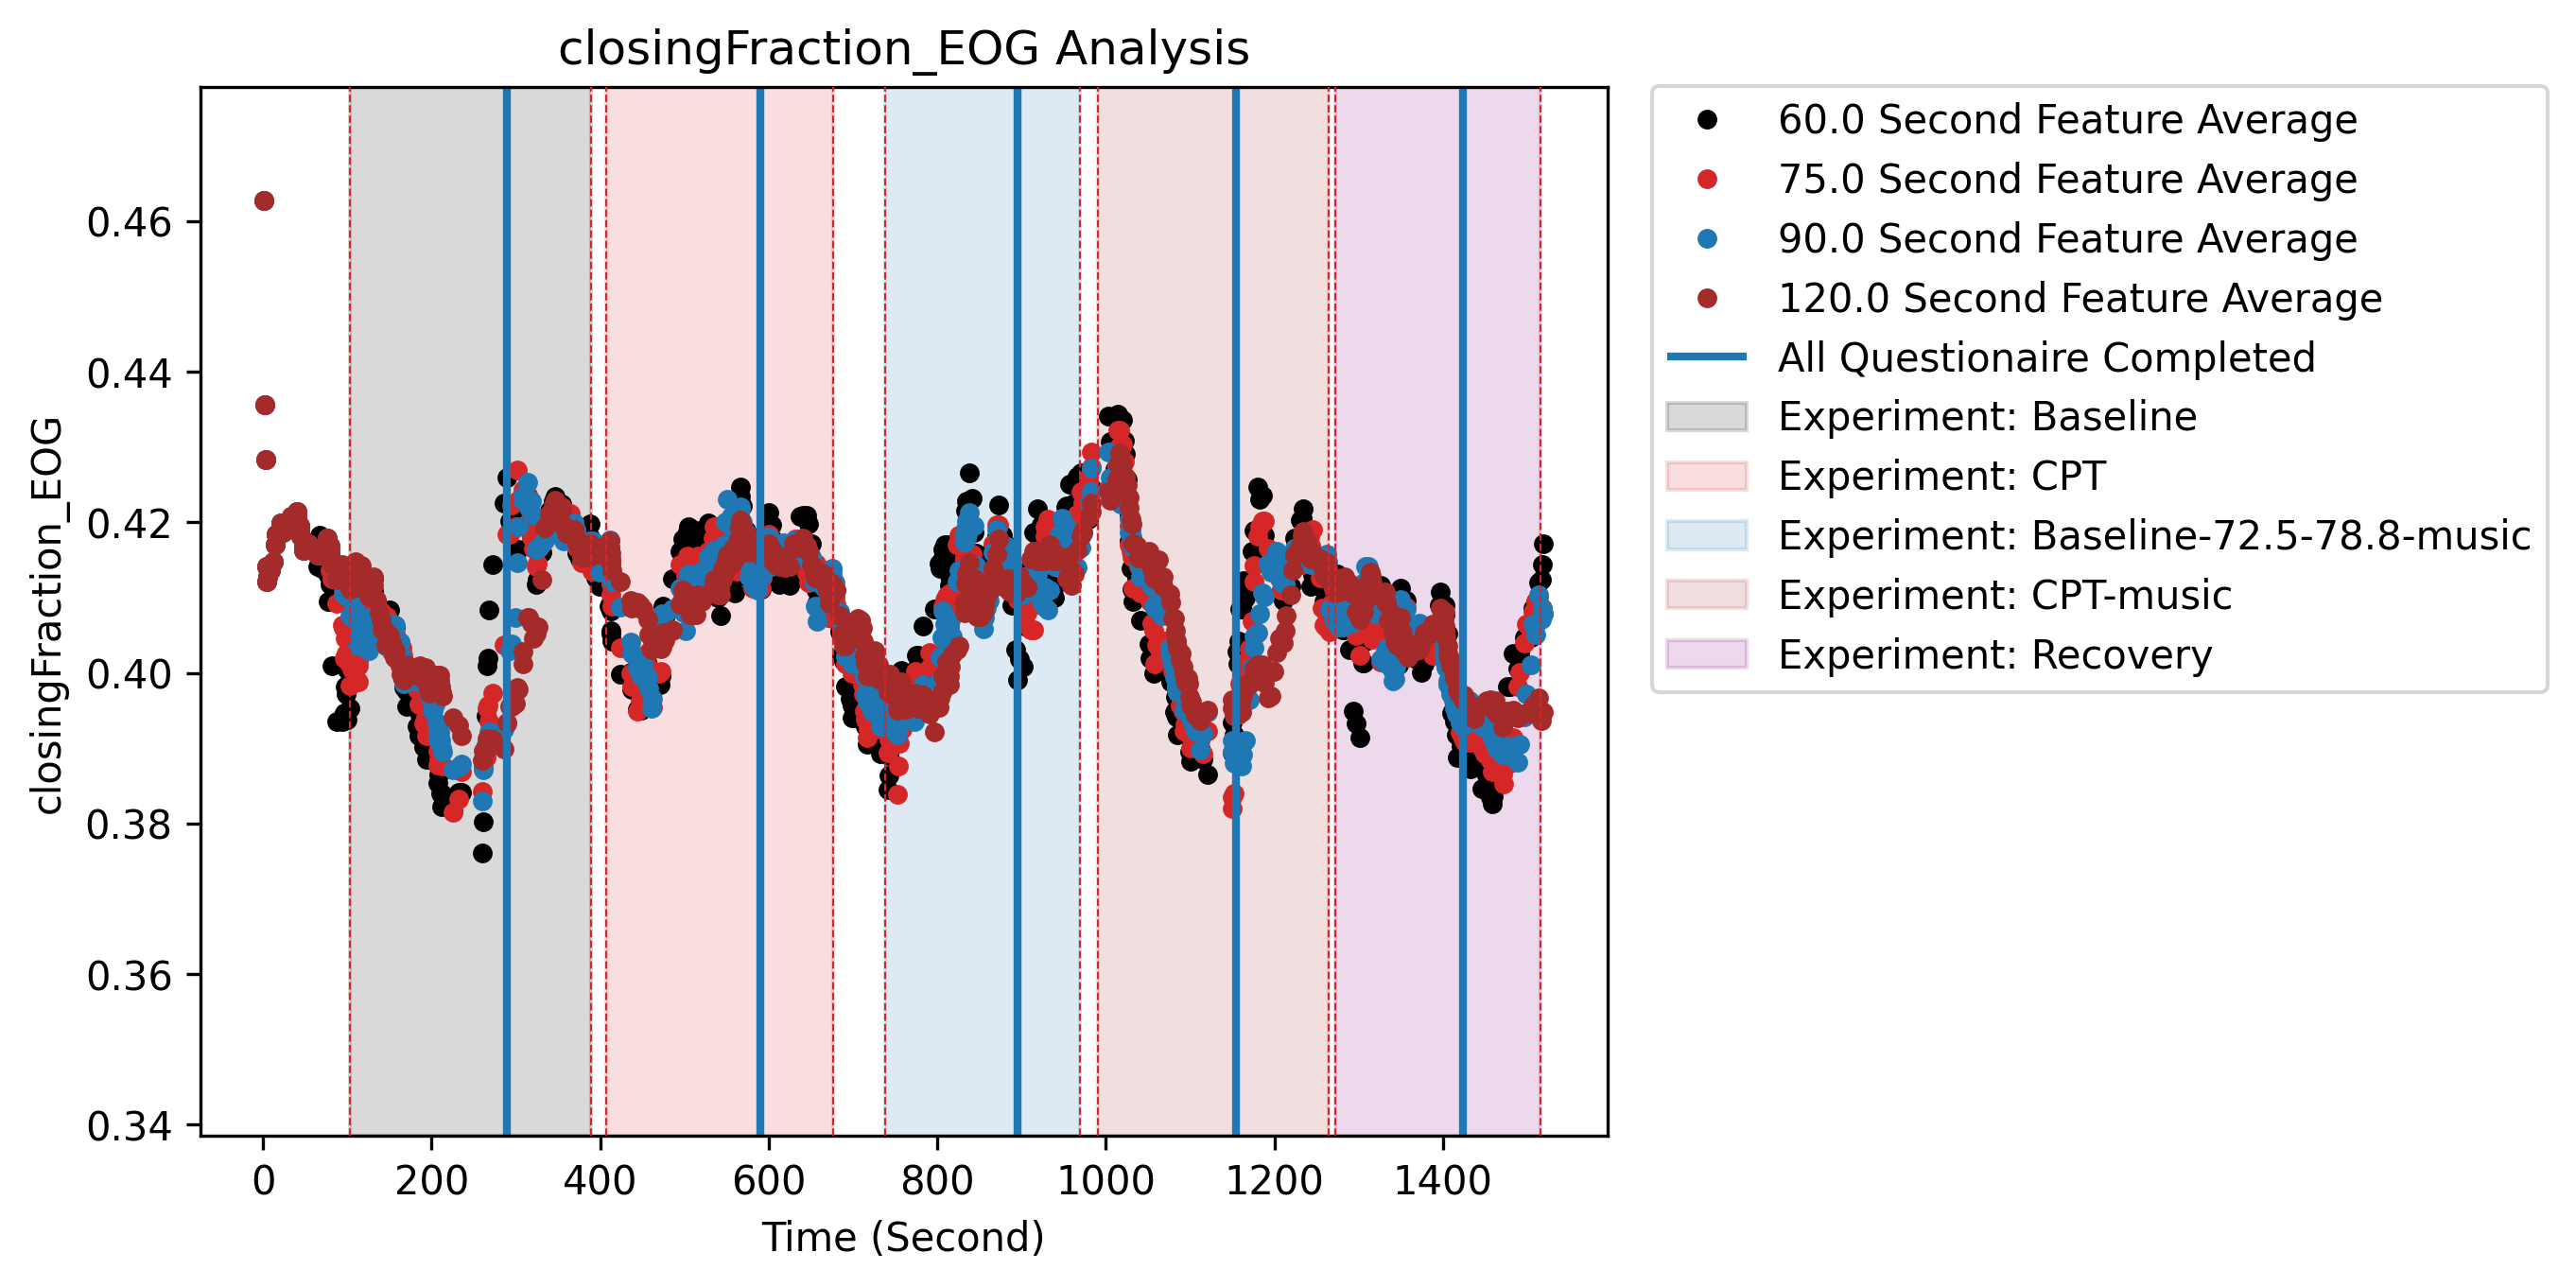 closingFraction_EOG Analysis
closingFraction_EOG
0.46
0.44
0.42
0.40
0.38
0.36
0.34
0 200 400 600 800 1000 1200 1400
Time (Second)
60.0 Second Feature Average
75.0 Second Feature Average
90.0 Second Feature Average
120.0 Second Feature Average
All Questionaire Completed
Experiment: Baseline
Experiment: CPT
Experiment: Baseline-72.5-78.8-music
Experiment: CPT-music
Experiment: Recovery